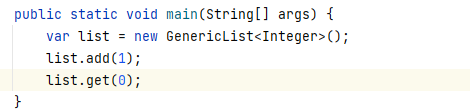 public static void main(String[] args) {
    var list = new GenericList<Integer>();
    list.add(1);
    list.get(0);
}